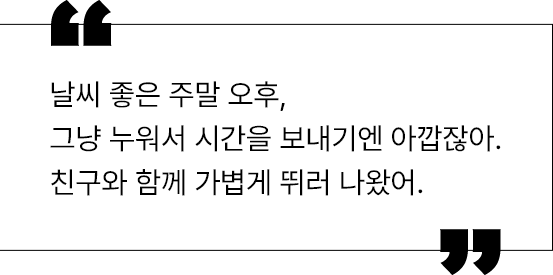 ❝
날씨 좋은 주말 오후,
그냥 누워서 시간을 보내기엔 아깝잖아.
친구와 함께 가볍게 뛰러 나왔어.
❞